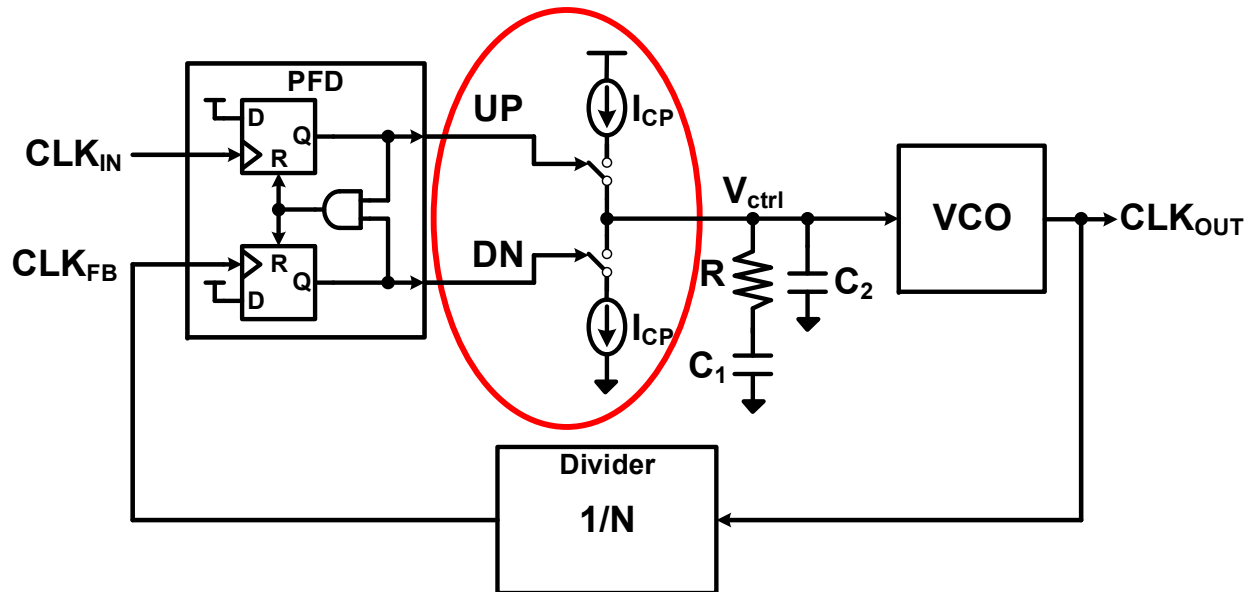 PFD
UP
I_CP
D
Q
CLK_IN
R
V_ctrl
VCO
CLK_OUT
CLK_FB
R
Q
DN
D
R
C_2
I_CP
C_1
Divider
1/N